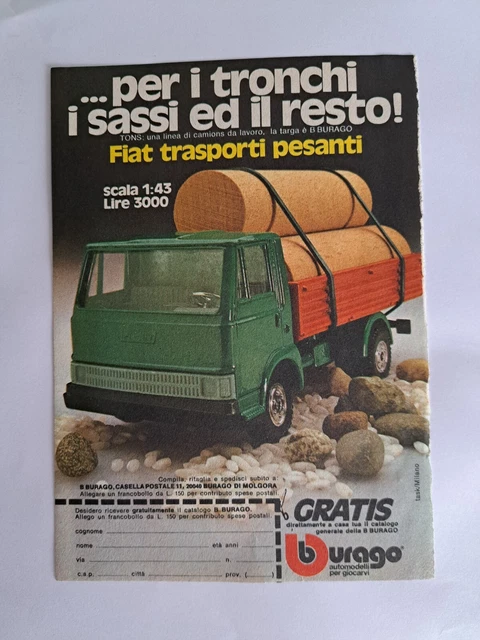 ... per i tronchi
i sassi ed il resto!
TONS: una linea di camions da lavoro, la targa è B BURAGO
Fiat trasporti pesanti
scala 1:43
Lire 3000
task/Milano
Compila, ritaglia e spedisci subito a:
B BURAGO, CASELLA POSTALE 11, 20040 BURAGO DI MOLGORA
Allegare un francobollo da L. 150 per contributo spese postali.
Desidero ricevere gratuitamente il catalogo B. BURAGO.
Allego un francobollo da L. 150 per contributo spese postali.
cognome
nome età anni
via n.
c.a.p. città prov. ( )
GRATIS
direttamente a casa tua il catalogo
generale della B BURAGO
burago
automodelli
per giocarvi